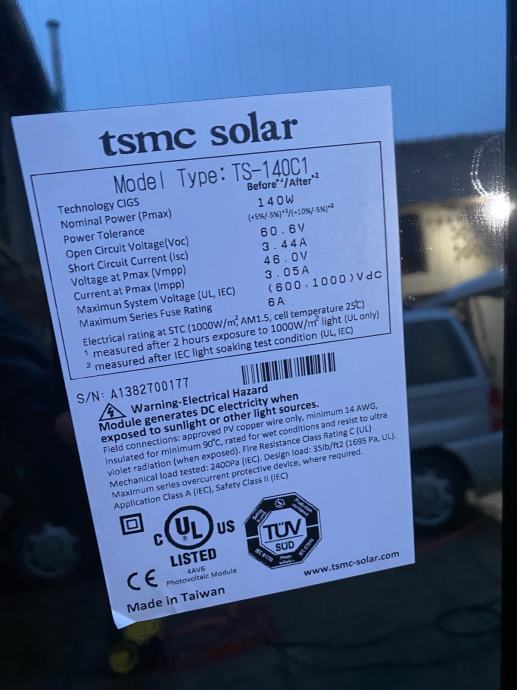 tsmc solar
Model Type: TS-140C1
Technology CIGS Before*¹/After*²
Nominal Power (Pmax) 140W
Power Tolerance (+5%/-5%)*¹/(+10%/-5%)*²
Open Circuit Voltage(Voc) 60.6V
Short Circuit Current (Isc) 3.44A
Voltage at Pmax (Vmpp) 46.0V
Current at Pmax (Impp) 3.05A
Maximun System Voltage (UL, IEC) (600,1000)Vdc
Maximum Series Fuse Rating 6A
Electrical rating at STC (1000W/m², AM1.5, cell temperature 25℃)
¹ measured after 2 hours exposure to 1000W/m² light (UL only)
² measured after IEC light soaking test condition (UL, IEC)
S/N: A1382700177
Warning-Electrical Hazard
Module generates DC electricity when
exposed to sunlight or other light sources.
Field connections: approved PV copper wire only, minimum 14 AWG,
insulated for minimum 90℃, rated for wet conditions and resist to ultra
violet radiation (when exposed). Fire Resistance Class Rating C (UL)
Mechanical load tested: 2400Pa (IEC). Design load: 35lb/ft2 (1695 Pa, UL).
Maximum series overcurrent protective device, where required.
Application Class A (IEC), Safety Class II (IEC)
C UL US
LISTED
4AV6
Photovoltaic Module
TÜV
SÜD
CE
www.tsmc-solar.com
Made in Taiwan